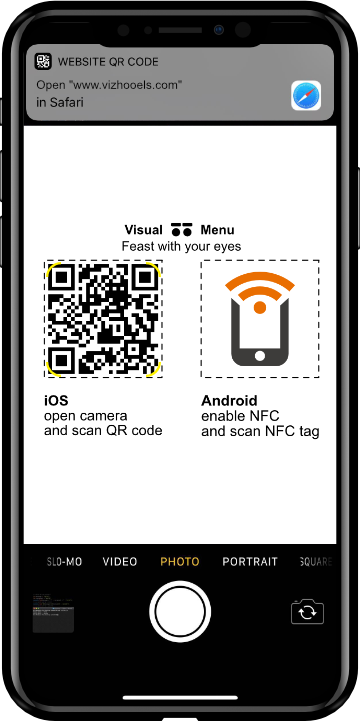 WEBSITE QR CODE
Open "www.vizhooels.com"
in Safari
Visual Menu
Feast with your eyes
iOS
open camera
and scan QR code
Android
enable NFC
and scan NFC tag
SLO-MO VIDEO PHOTO PORTRAIT SQUARE